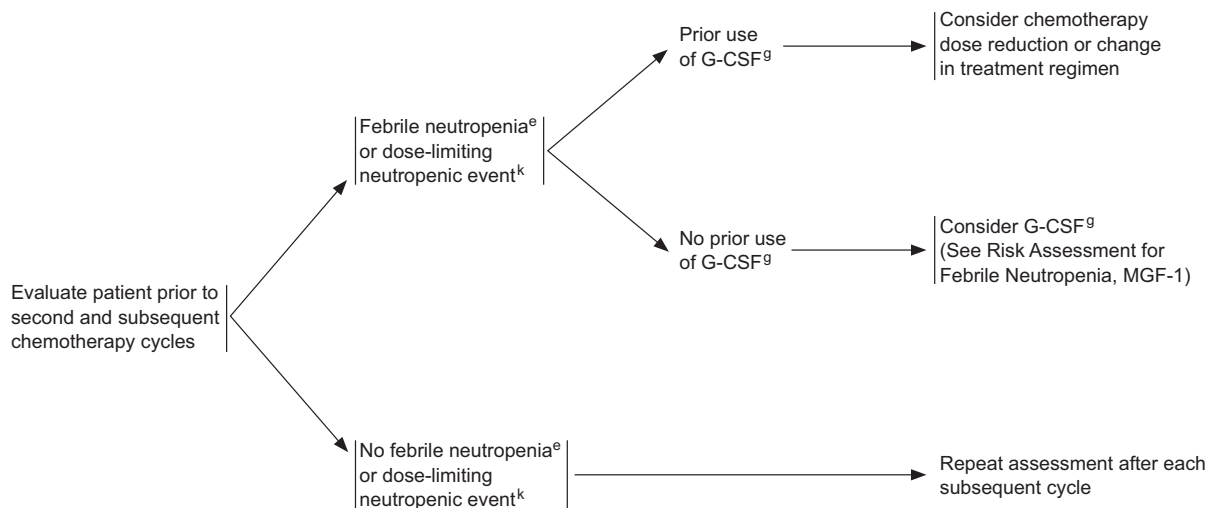 Evaluate patient prior to
second and subsequent
chemotherapy cycles
Febrile neutropeniaᵉ
or dose-limiting
neutropenic eventᵏ
Prior use
of G-CSFᵍ
Consider chemotherapy
dose reduction or change
in treatment regimen
No prior use
of G-CSFᵍ
Consider G-CSFᵍ
(See Risk Assessment for
Febrile Neutropenia, MGF-1)
No febrile neutropeniaᵉ
or dose-limiting
neutropenic eventᵏ
Repeat assessment after each
subsequent cycle